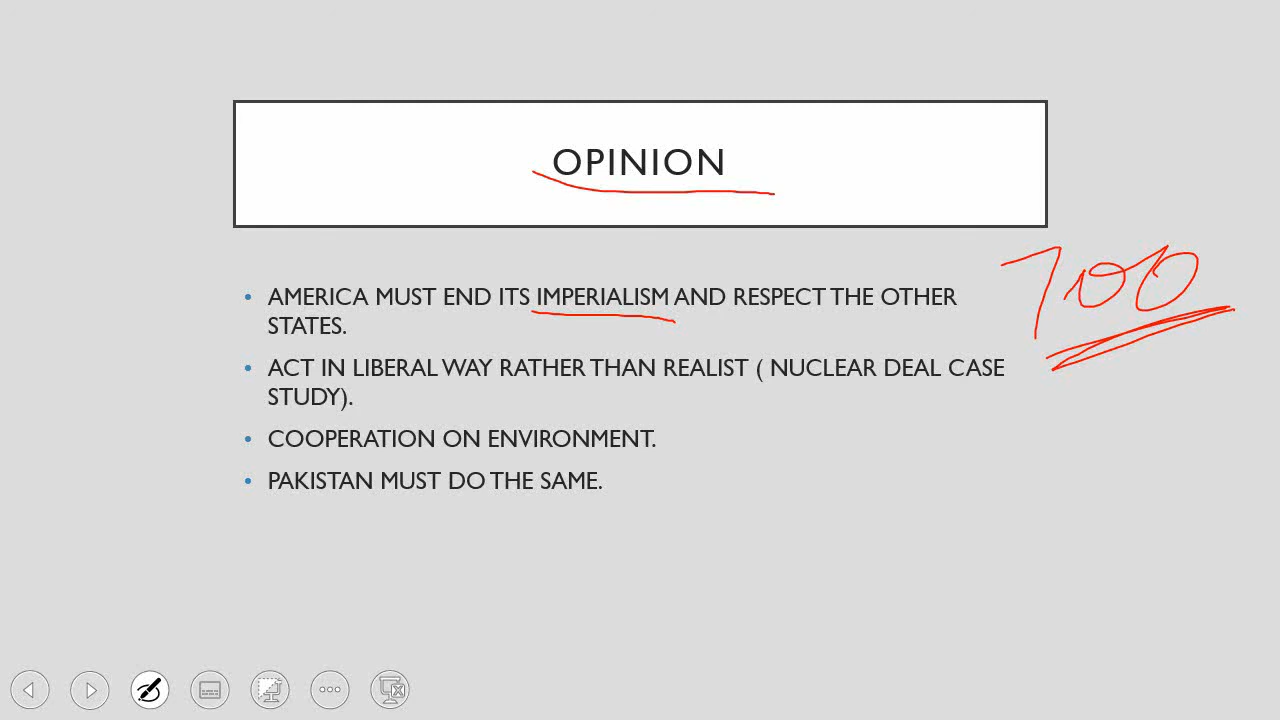 OPINION
• AMERICA MUST END ITS IMPERIALISM AND RESPECT THE OTHER
STATES.
700
• ACT IN LIBERAL WAY RATHER THAN REALIST ( NUCLEAR DEAL CASE
STUDY).
• COOPERATION ON ENVIRONMENT.
• PAKISTAN MUST DO THE SAME.